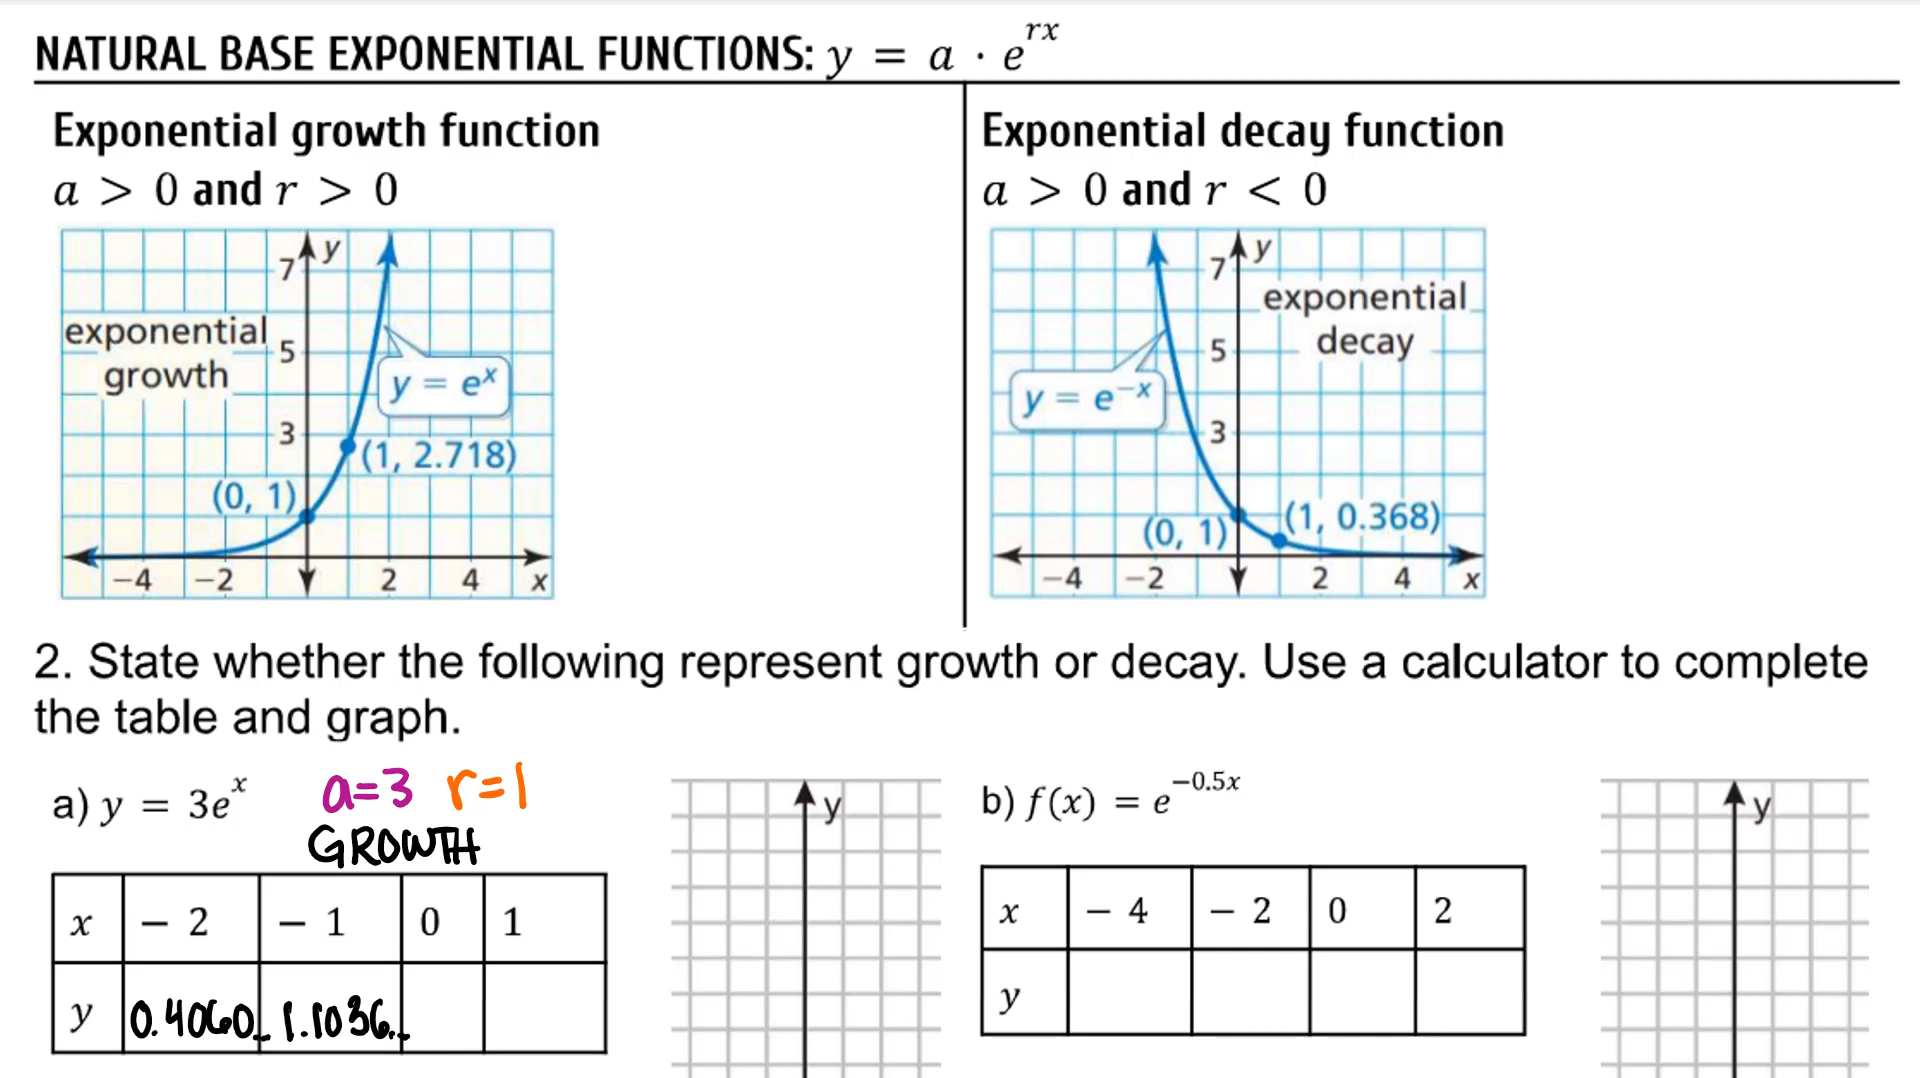 NATURAL BASE EXPONENTIAL FUNCTIONS: y = a · e^{rx}
Exponential growth function
a > 0 and r > 0
y
7
exponential
growth
5
y = e^x
3
(1, 2.718)
(0, 1)
−4 −2 2 4 x
Exponential decay function
a > 0 and r < 0
y
7
exponential
decay
5
y = e^{−x}
3
(0, 1)
(1, 0.368)
−4 −2 2 4 x
2. State whether the following represent growth or decay. Use a calculator to complete
the table and graph.
a) y = 3e^x a=3 r=1
GROWTH
x − 2 − 1 0 1
y 0.4060.. 1.1036..
y
b) f(x) = e^{−0.5x}
x − 4 − 2 0 2
y
y